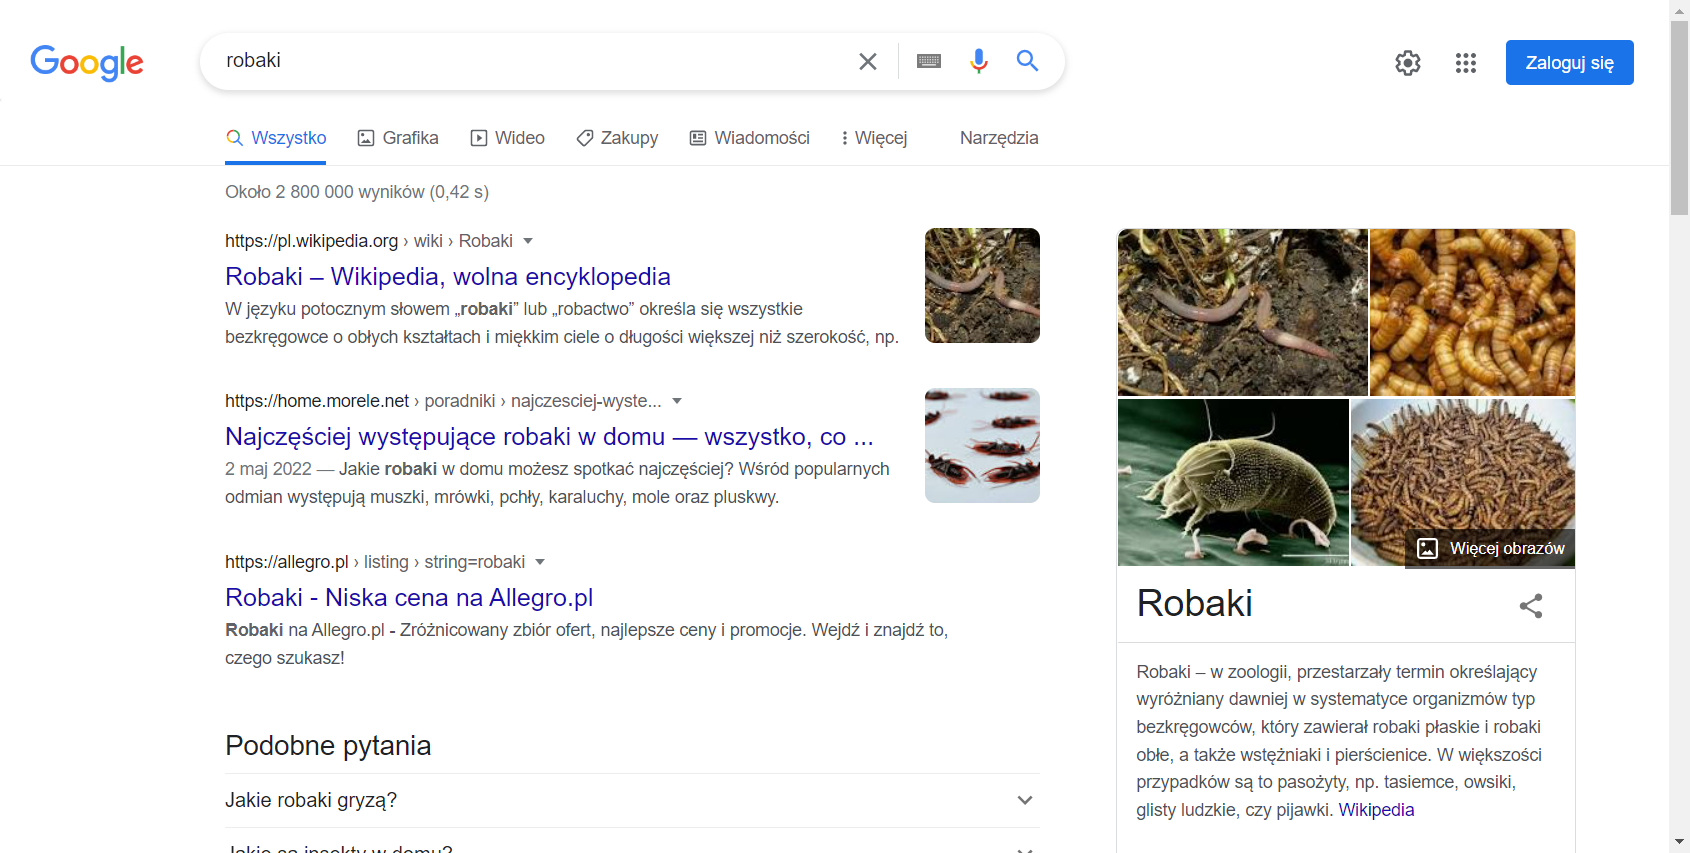 Google
robaki
Zaloguj się
Wszystko
Grafika
Wideo
Zakupy
Wiadomości
Więcej
Narzędzia
Około 2 800 000 wyników (0,42 s)
https://pl.wikipedia.org › wiki › Robaki
Robaki – Wikipedia, wolna encyklopedia
W języku potocznym słowem „robaki” lub „robactwo” określa się wszystkie
bezkręgowce o obłych kształtach i miękkim ciele o długości większej niż szerokość, np.
https://home.morele.net › poradniki › najczesciej-wyste...
Najczęściej występujące robaki w domu — wszystko, co ...
2 maj 2022 — Jakie robaki w domu możesz spotkać najczęściej? Wśród popularnych
odmian występują muszki, mrówki, pchły, karaluchy, mole oraz pluskwy.
https://allegro.pl › listing › string=robaki
Robaki - Niska cena na Allegro.pl
Robaki na Allegro.pl - Zróżnicowany zbiór ofert, najlepsze ceny i promocje. Wejdź i znajdź to,
czego szukasz!
Podobne pytania
Jakie robaki gryzą?
Jakie są insekty w domu?
Więcej obrazów
Robaki
Robaki – w zoologii, przestarzały termin określający
wyróżniany dawniej w systematyce organizmów typ
bezkręgowców, który zawierał robaki płaskie i robaki
obłe, a także wstężniaki i pierścienice. W większości
przypadków są to pasożyty, np. tasiemce, owsiki,
glisty ludzkie, czy pijawki. Wikipedia